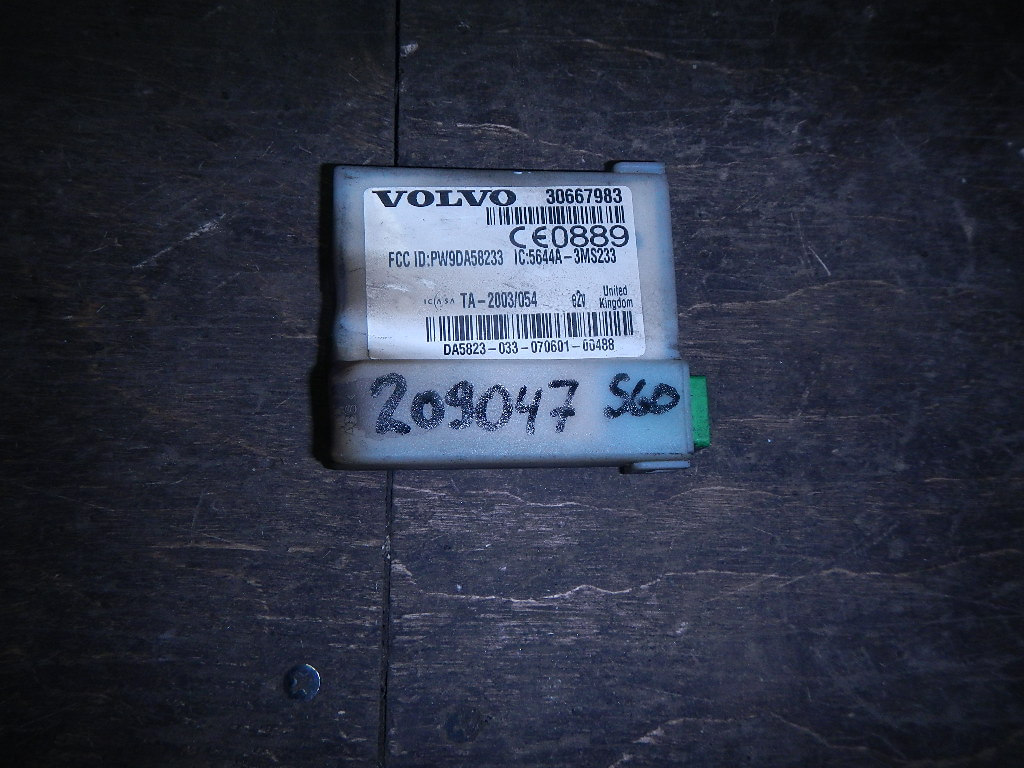 VOLVO 30667983
CE0889
FCC ID:PW9DA58233 IC:5644A-3MS233
ICASA TA-2003/054 United Kingdom
DA5823-033-070601-00488
209047 S60